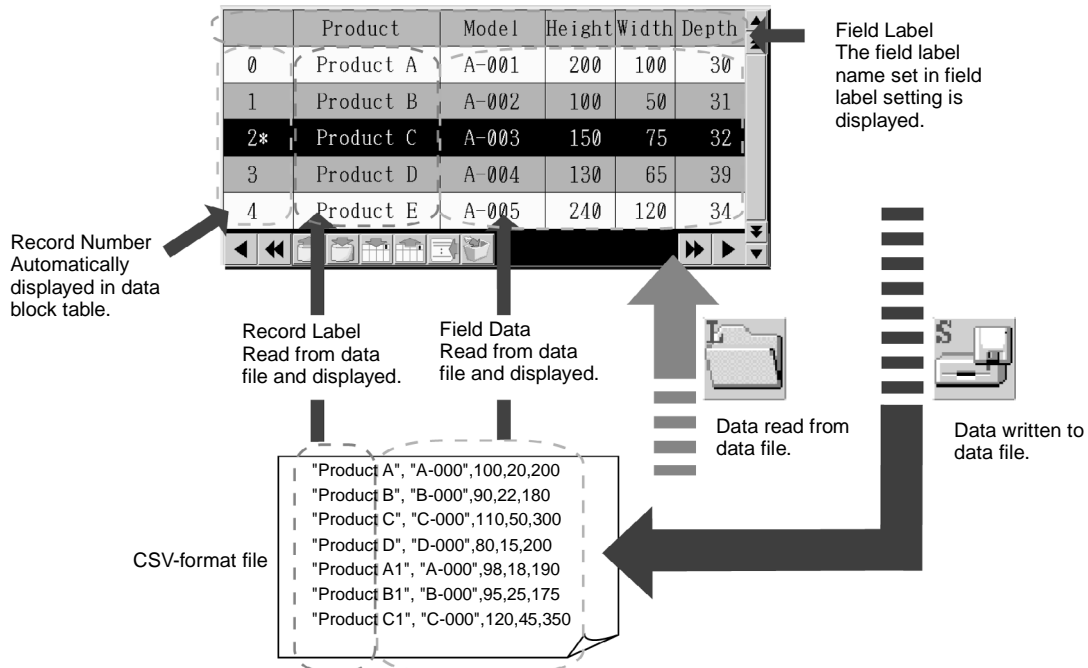 Product Model Height Width Depth
0 Product A A-001 200 100 30
1 Product B A-002 100 50 31
2* Product C A-003 150 75 32
3 Product D A-004 130 65 39
4 Product E A-005 240 120 34
Field Label
The field label
name set in field
label setting is
displayed.
Record Number
Automatically
displayed in data
block table.
Record Label
Read from data
file and displayed.
Field Data
Read from data
file and displayed.
L
S
Data read from
data file.
Data written to
data file.
CSV-format file
"Product A", "A-000",100,20,200
"Product B", "B-000",90,22,180
"Product C", "C-000",110,50,300
"Product D", "D-000",80,15,200
"Product A1", "A-000",98,18,190
"Product B1", "B-000",95,25,175
"Product C1", "C-000",120,45,350